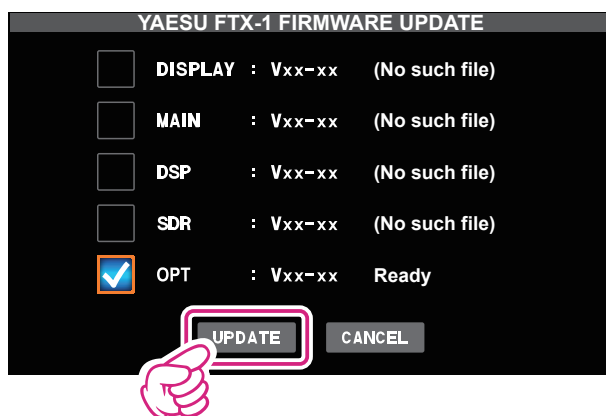 YAESU FTX-1 FIRMWARE UPDATE
DISPLAY : Vxx-xx (No such file)
MAIN : Vxx-xx (No such file)
DSP : Vxx-xx (No such file)
SDR : Vxx-xx (No such file)
OPT : Vxx-xx Ready
UPDATE CANCEL